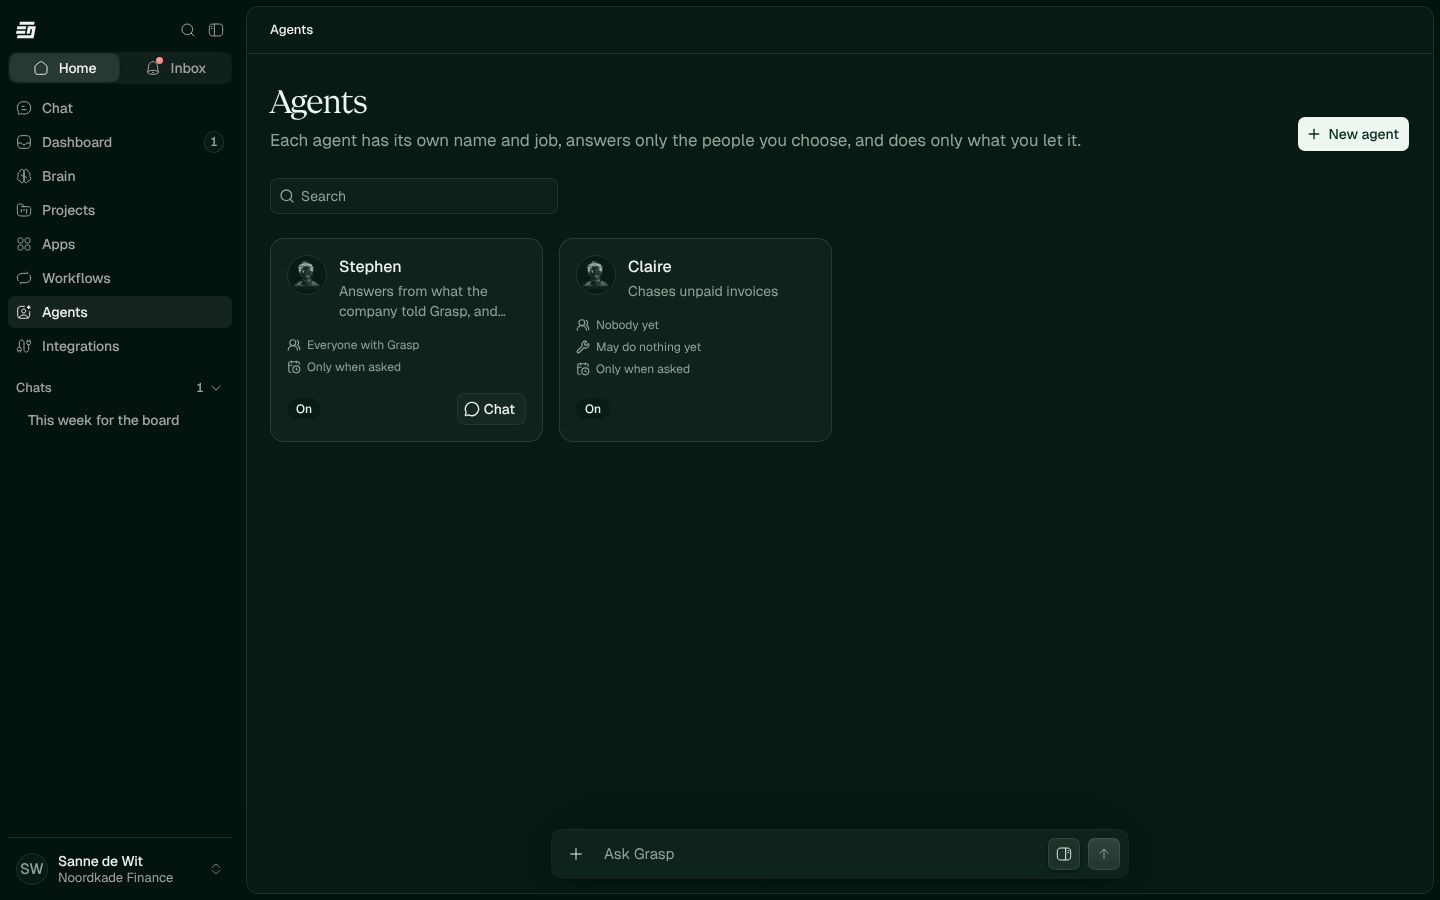 Agents
Home
Inbox
Chat
Dashboard
1
Brain
Projects
Apps
Workflows
Agents
Integrations
Chats
1
This week for the board
SW
Sanne de Wit
Noordkade Finance
Agents
Each agent has its own name and job, answers only the people you choose, and does only what you let it.
New agent
Search
Stephen
Answers from what the
company told Grasp, and...
Everyone with Grasp
Only when asked
On
Chat
Claire
Chases unpaid invoices
Nobody yet
May do nothing yet
Only when asked
On
Ask Grasp